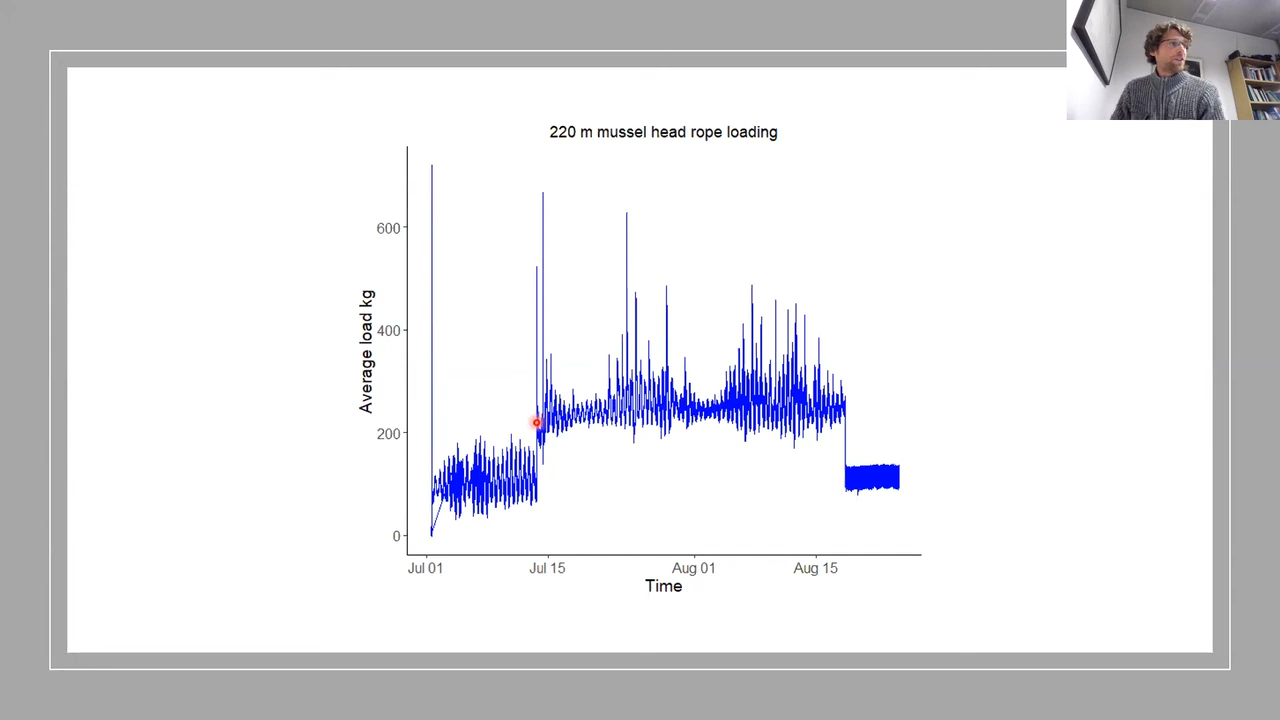 220 m mussel head rope loading
600
400
200
0
Average load kg
Jul 01
Jul 15
Aug 01
Aug 15
Time